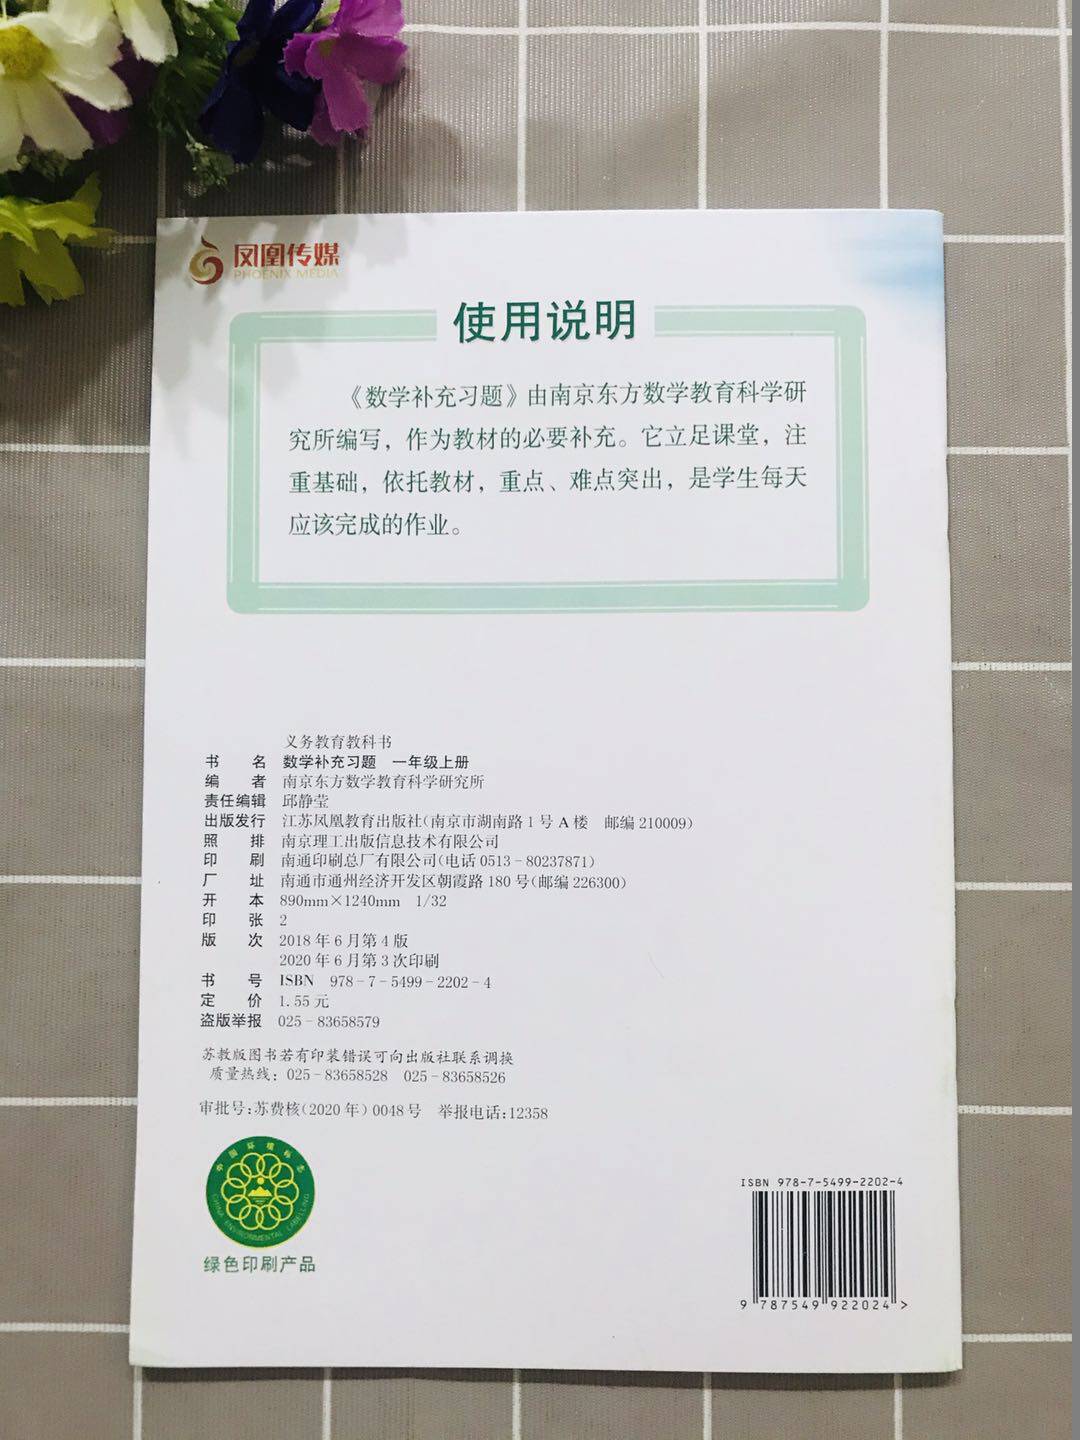 凤凰传媒
PHOENIX MEDIA
使用说明
《数学补充习题》由南京东方数学教育科学研
究所编写，作为教材的必要补充。它立足课堂，注
重基础，依托教材，重点、难点突出，是学生每天
应该完成的作业。
义务教育教科书
书 名 数学补充习题 一年级上册
编 者 南京东方数学教育科学研究所
责任编辑 邱静莹
出版发行 江苏凤凰教育出版社(南京市湖南路1号A楼 邮编210009)
照 排 南京理工出版信息技术有限公司
印 刷 南通印刷总厂有限公司(电话0513-80237871)
厂 址 南通市通州经济开发区朝霞路180号(邮编226300)
开 本 890mm×1240mm 1/32
印 张 2
版 次 2018年6月第4版
2020年6月第3次印刷
书 号 ISBN 978-7-5499-2202-4
定 价 1.55元
盗版举报 025-83658579
苏教版图书若有印装错误可向出版社联系调换
质量热线：025-83658528 025-83658526
审批号:苏费核(2020年)0048号 举报电话:12358
中国环境标志
CHINA ENVIRONMENTAL LABELLING
绿色印刷产品
ISBN 978-7-5499-2202-4
9 787549 922024 >